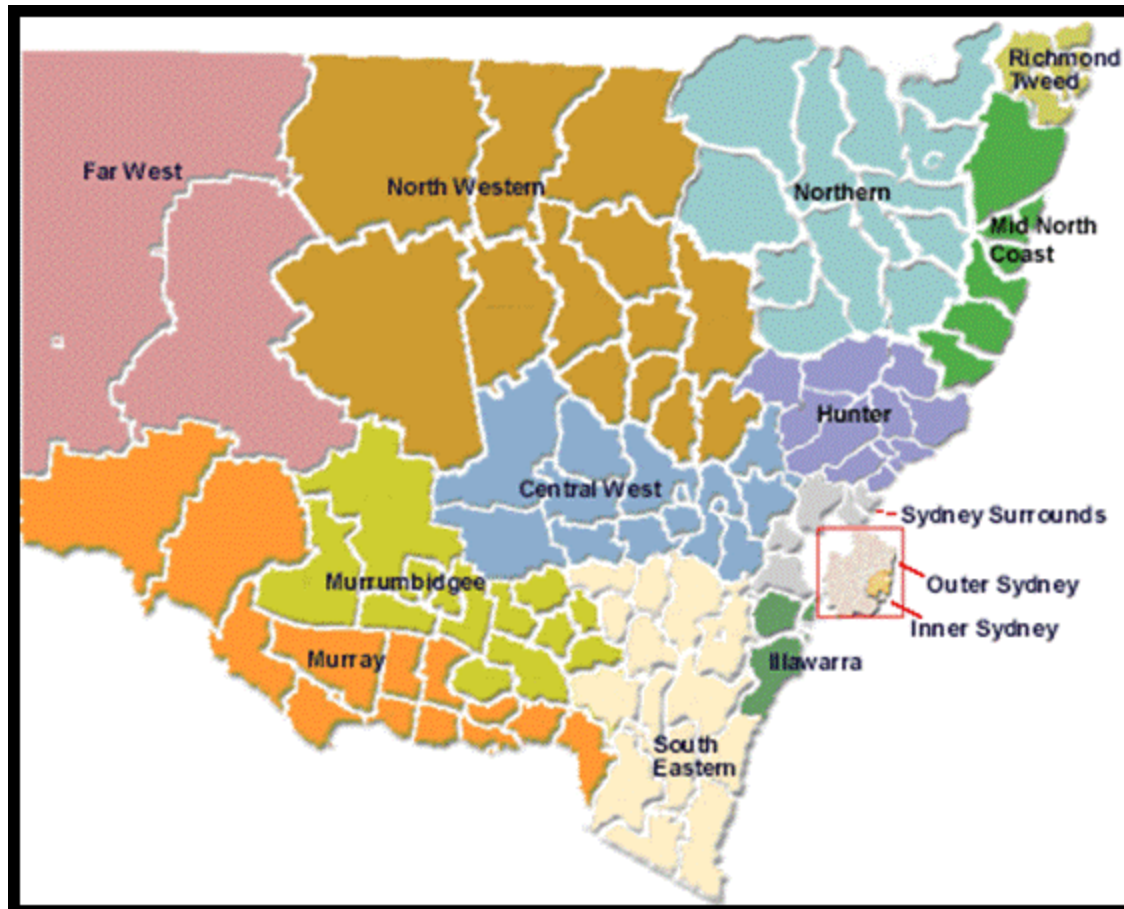 Richmond
Tweed
Far West
North Western
Northern
Mid North
Coast
Hunter
Central West
Sydney Surrounds
Outer Sydney
Murrumbidgee
Inner Sydney
Murray
Illawarra
South
Eastern